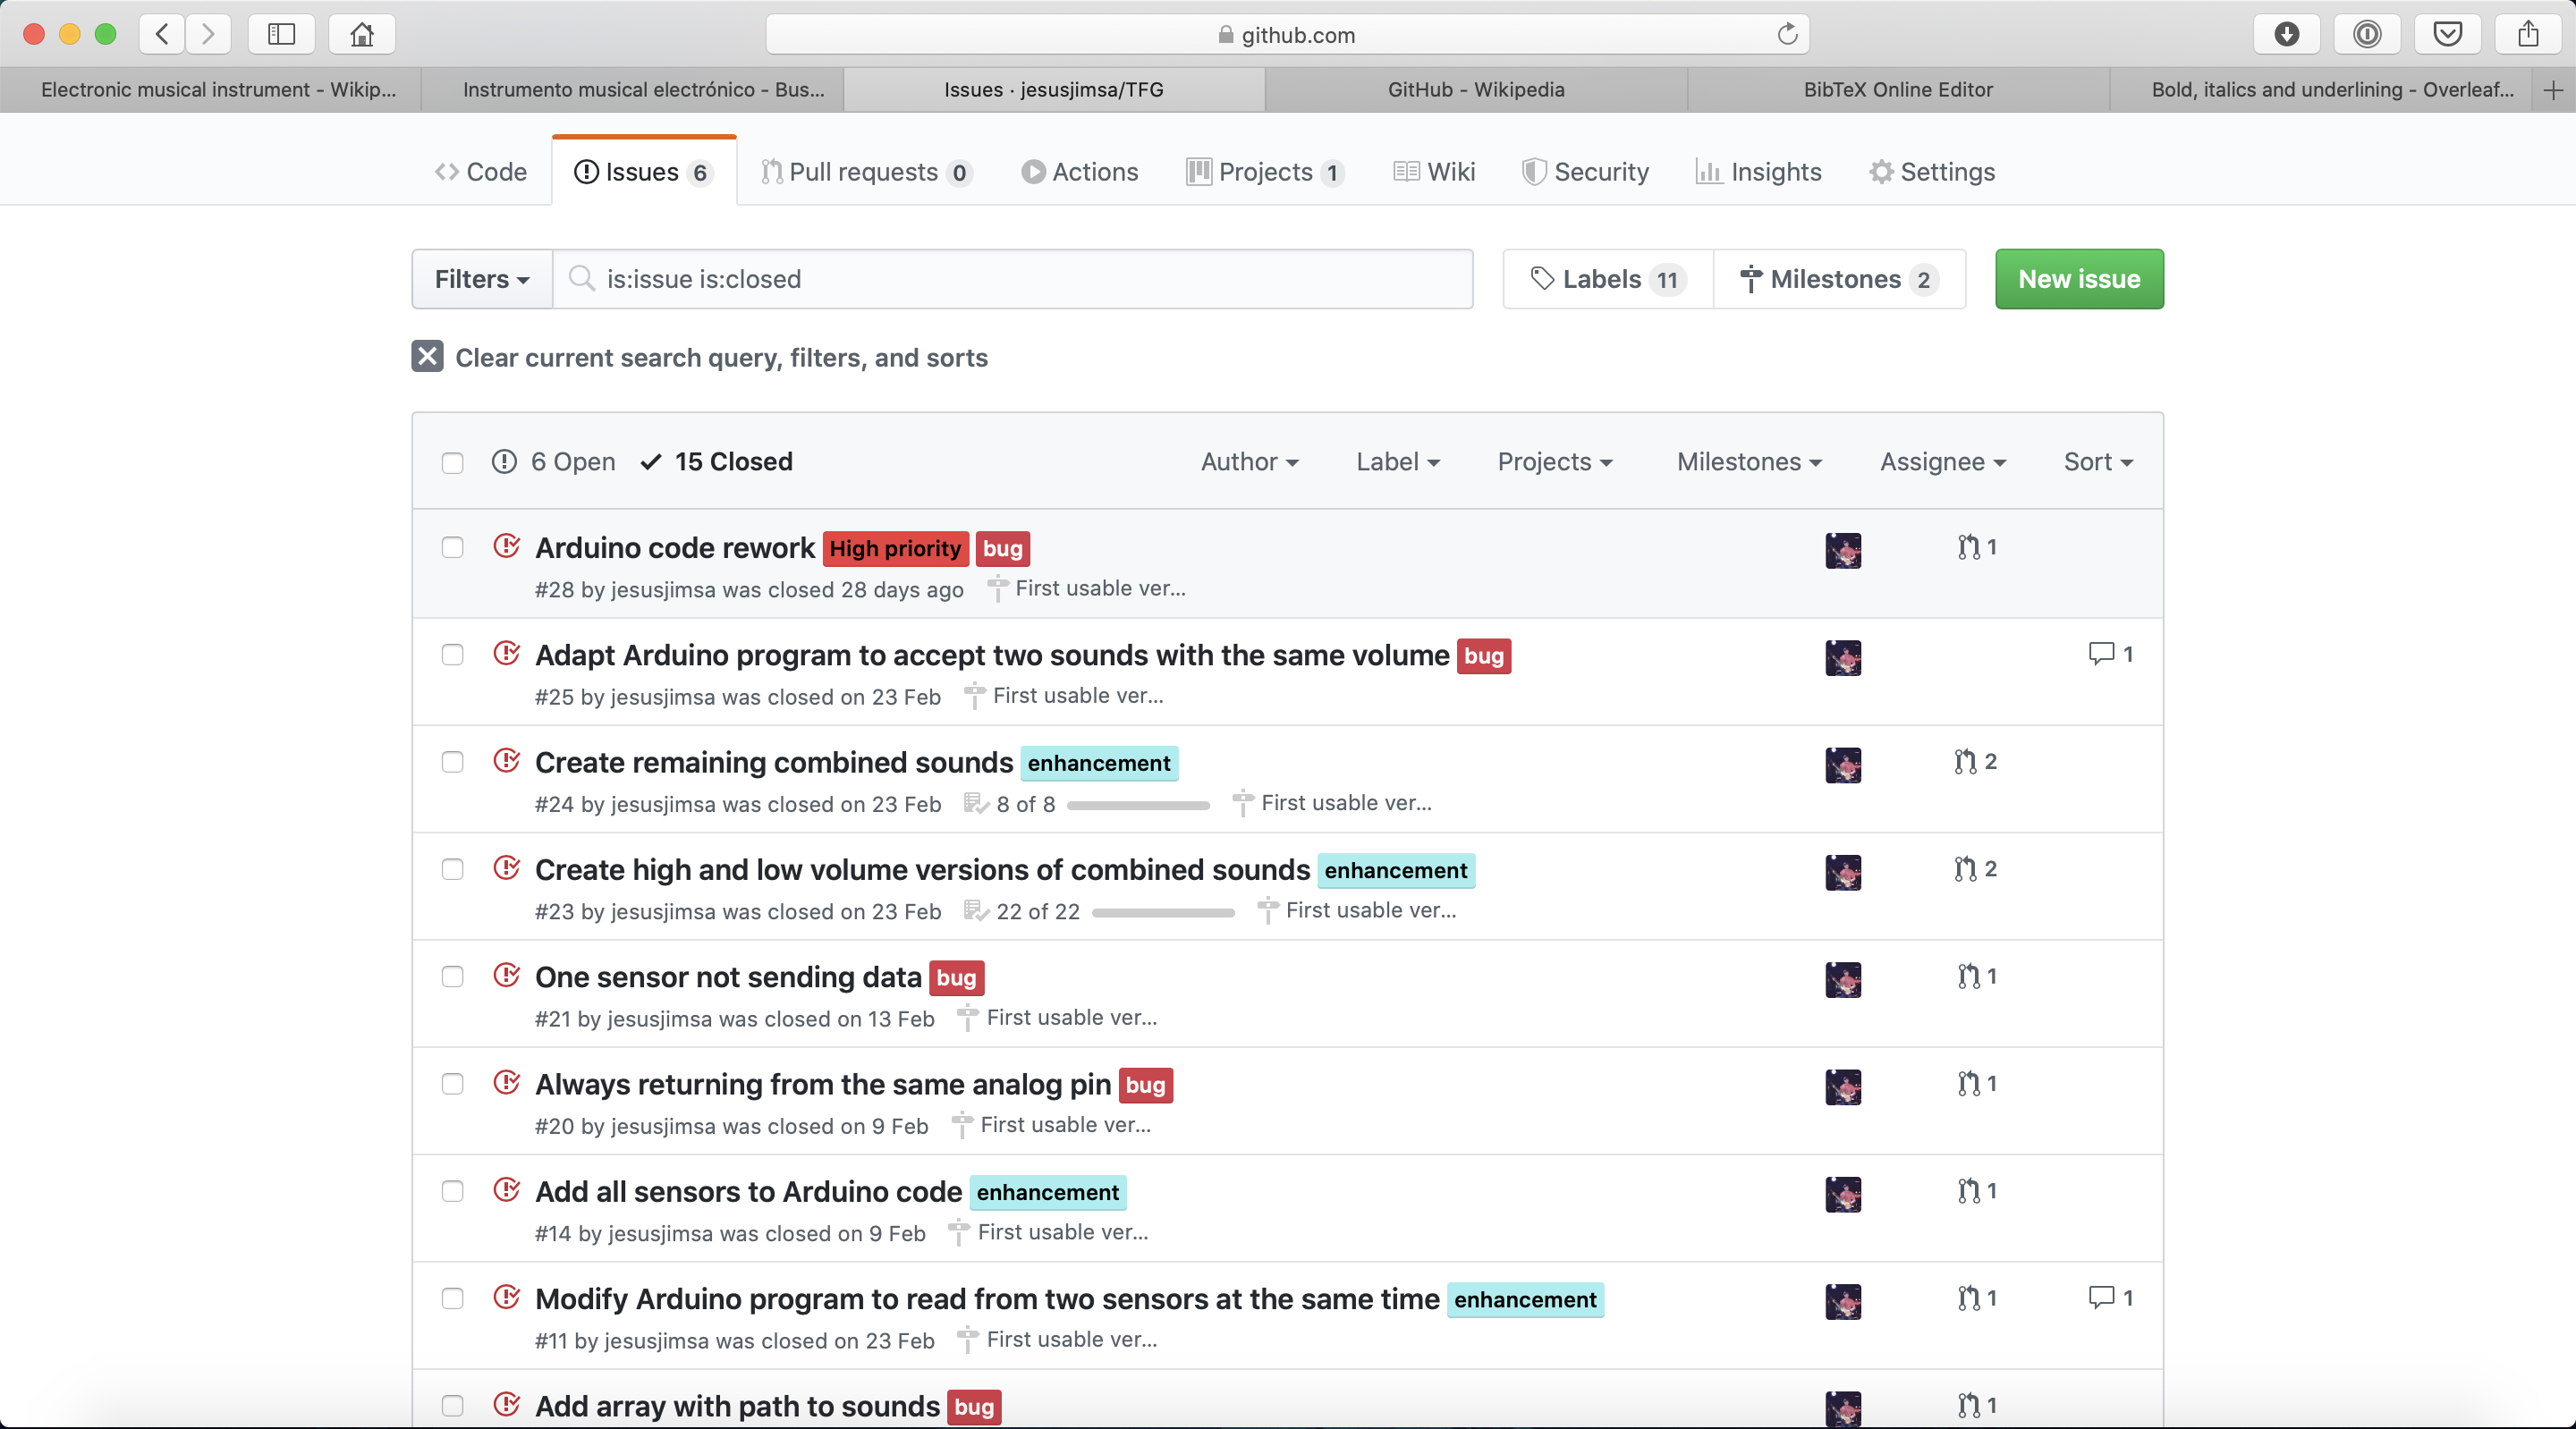 github.com
Electronic musical instrument - Wikip...
Instrumento musical electrónico - Bus...
Issues · jesusjimsa/TFG
GitHub - Wikipedia
BibTeX Online Editor
Bold, italics and underlining - Overleaf...
Code
Issues 6
Pull requests 0
Actions
Projects 1
Wiki
Security
Insights
Settings
Filters
is:issue is:closed
Labels 11
Milestones 2
New issue
Clear current search query, filters, and sorts
6 Open
15 Closed
Author
Label
Projects
Milestones
Assignee
Sort
Arduino code rework High priority bug
1
#28 by jesusjimsa was closed 28 days ago First usable ver...
Adapt Arduino program to accept two sounds with the same volume bug
1
#25 by jesusjimsa was closed on 23 Feb First usable ver...
Create remaining combined sounds enhancement
2
#24 by jesusjimsa was closed on 23 Feb 8 of 8 First usable ver...
Create high and low volume versions of combined sounds enhancement
2
#23 by jesusjimsa was closed on 23 Feb 22 of 22 First usable ver...
One sensor not sending data bug
1
#21 by jesusjimsa was closed on 13 Feb First usable ver...
Always returning from the same analog pin bug
1
#20 by jesusjimsa was closed on 9 Feb First usable ver...
Add all sensors to Arduino code enhancement
1
#14 by jesusjimsa was closed on 9 Feb First usable ver...
Modify Arduino program to read from two sensors at the same time enhancement
1
1
#11 by jesusjimsa was closed on 23 Feb First usable ver...
Add array with path to sounds bug
1